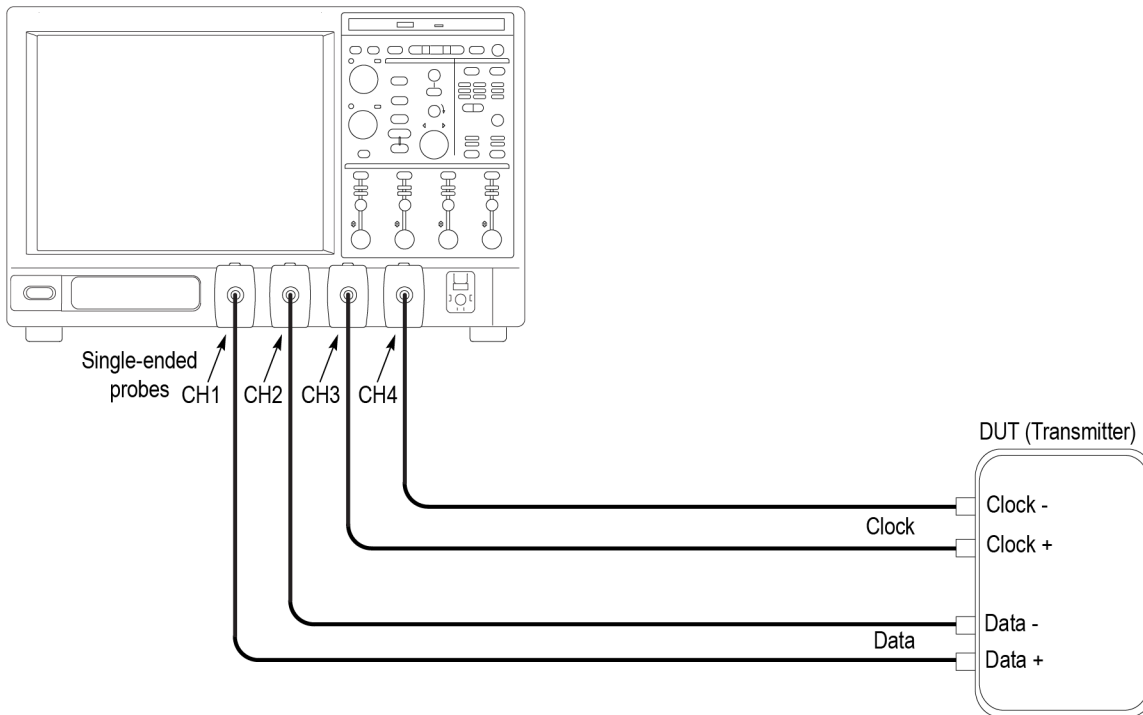 Single-ended
probes
CH1
CH2
CH3
CH4
DUT (Transmitter)
Clock -
Clock
Clock +
Data -
Data
Data +